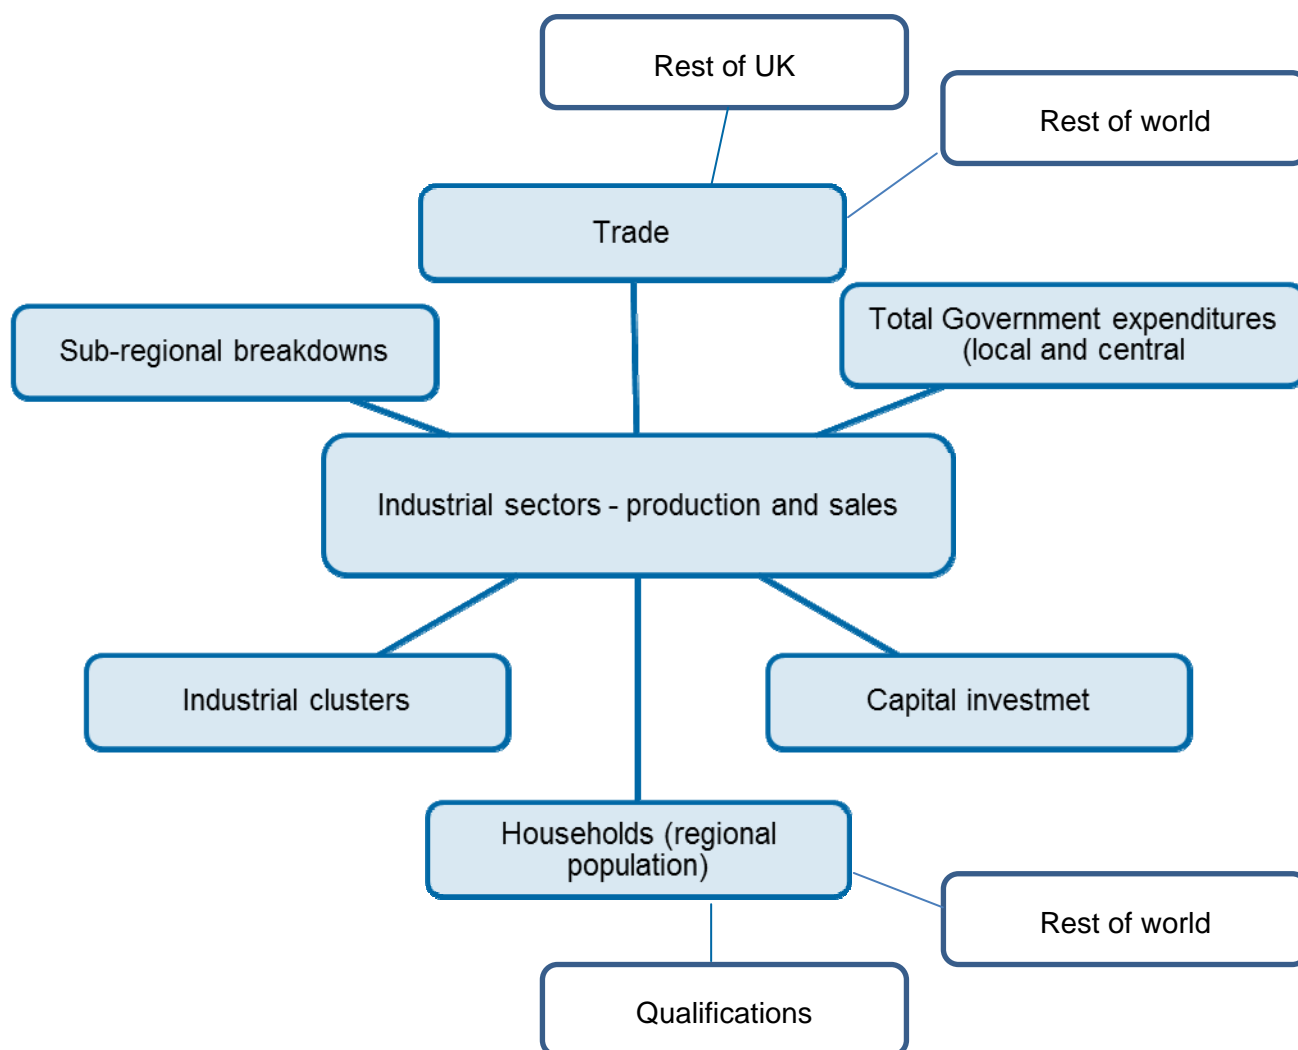 Rest of UK
Rest of world
Trade
Total Government expenditures
(local and central
Sub-regional breakdowns
Industrial sectors - production and sales
Industrial clusters
Capital investmet
Households (regional
population)
Rest of world
Qualifications